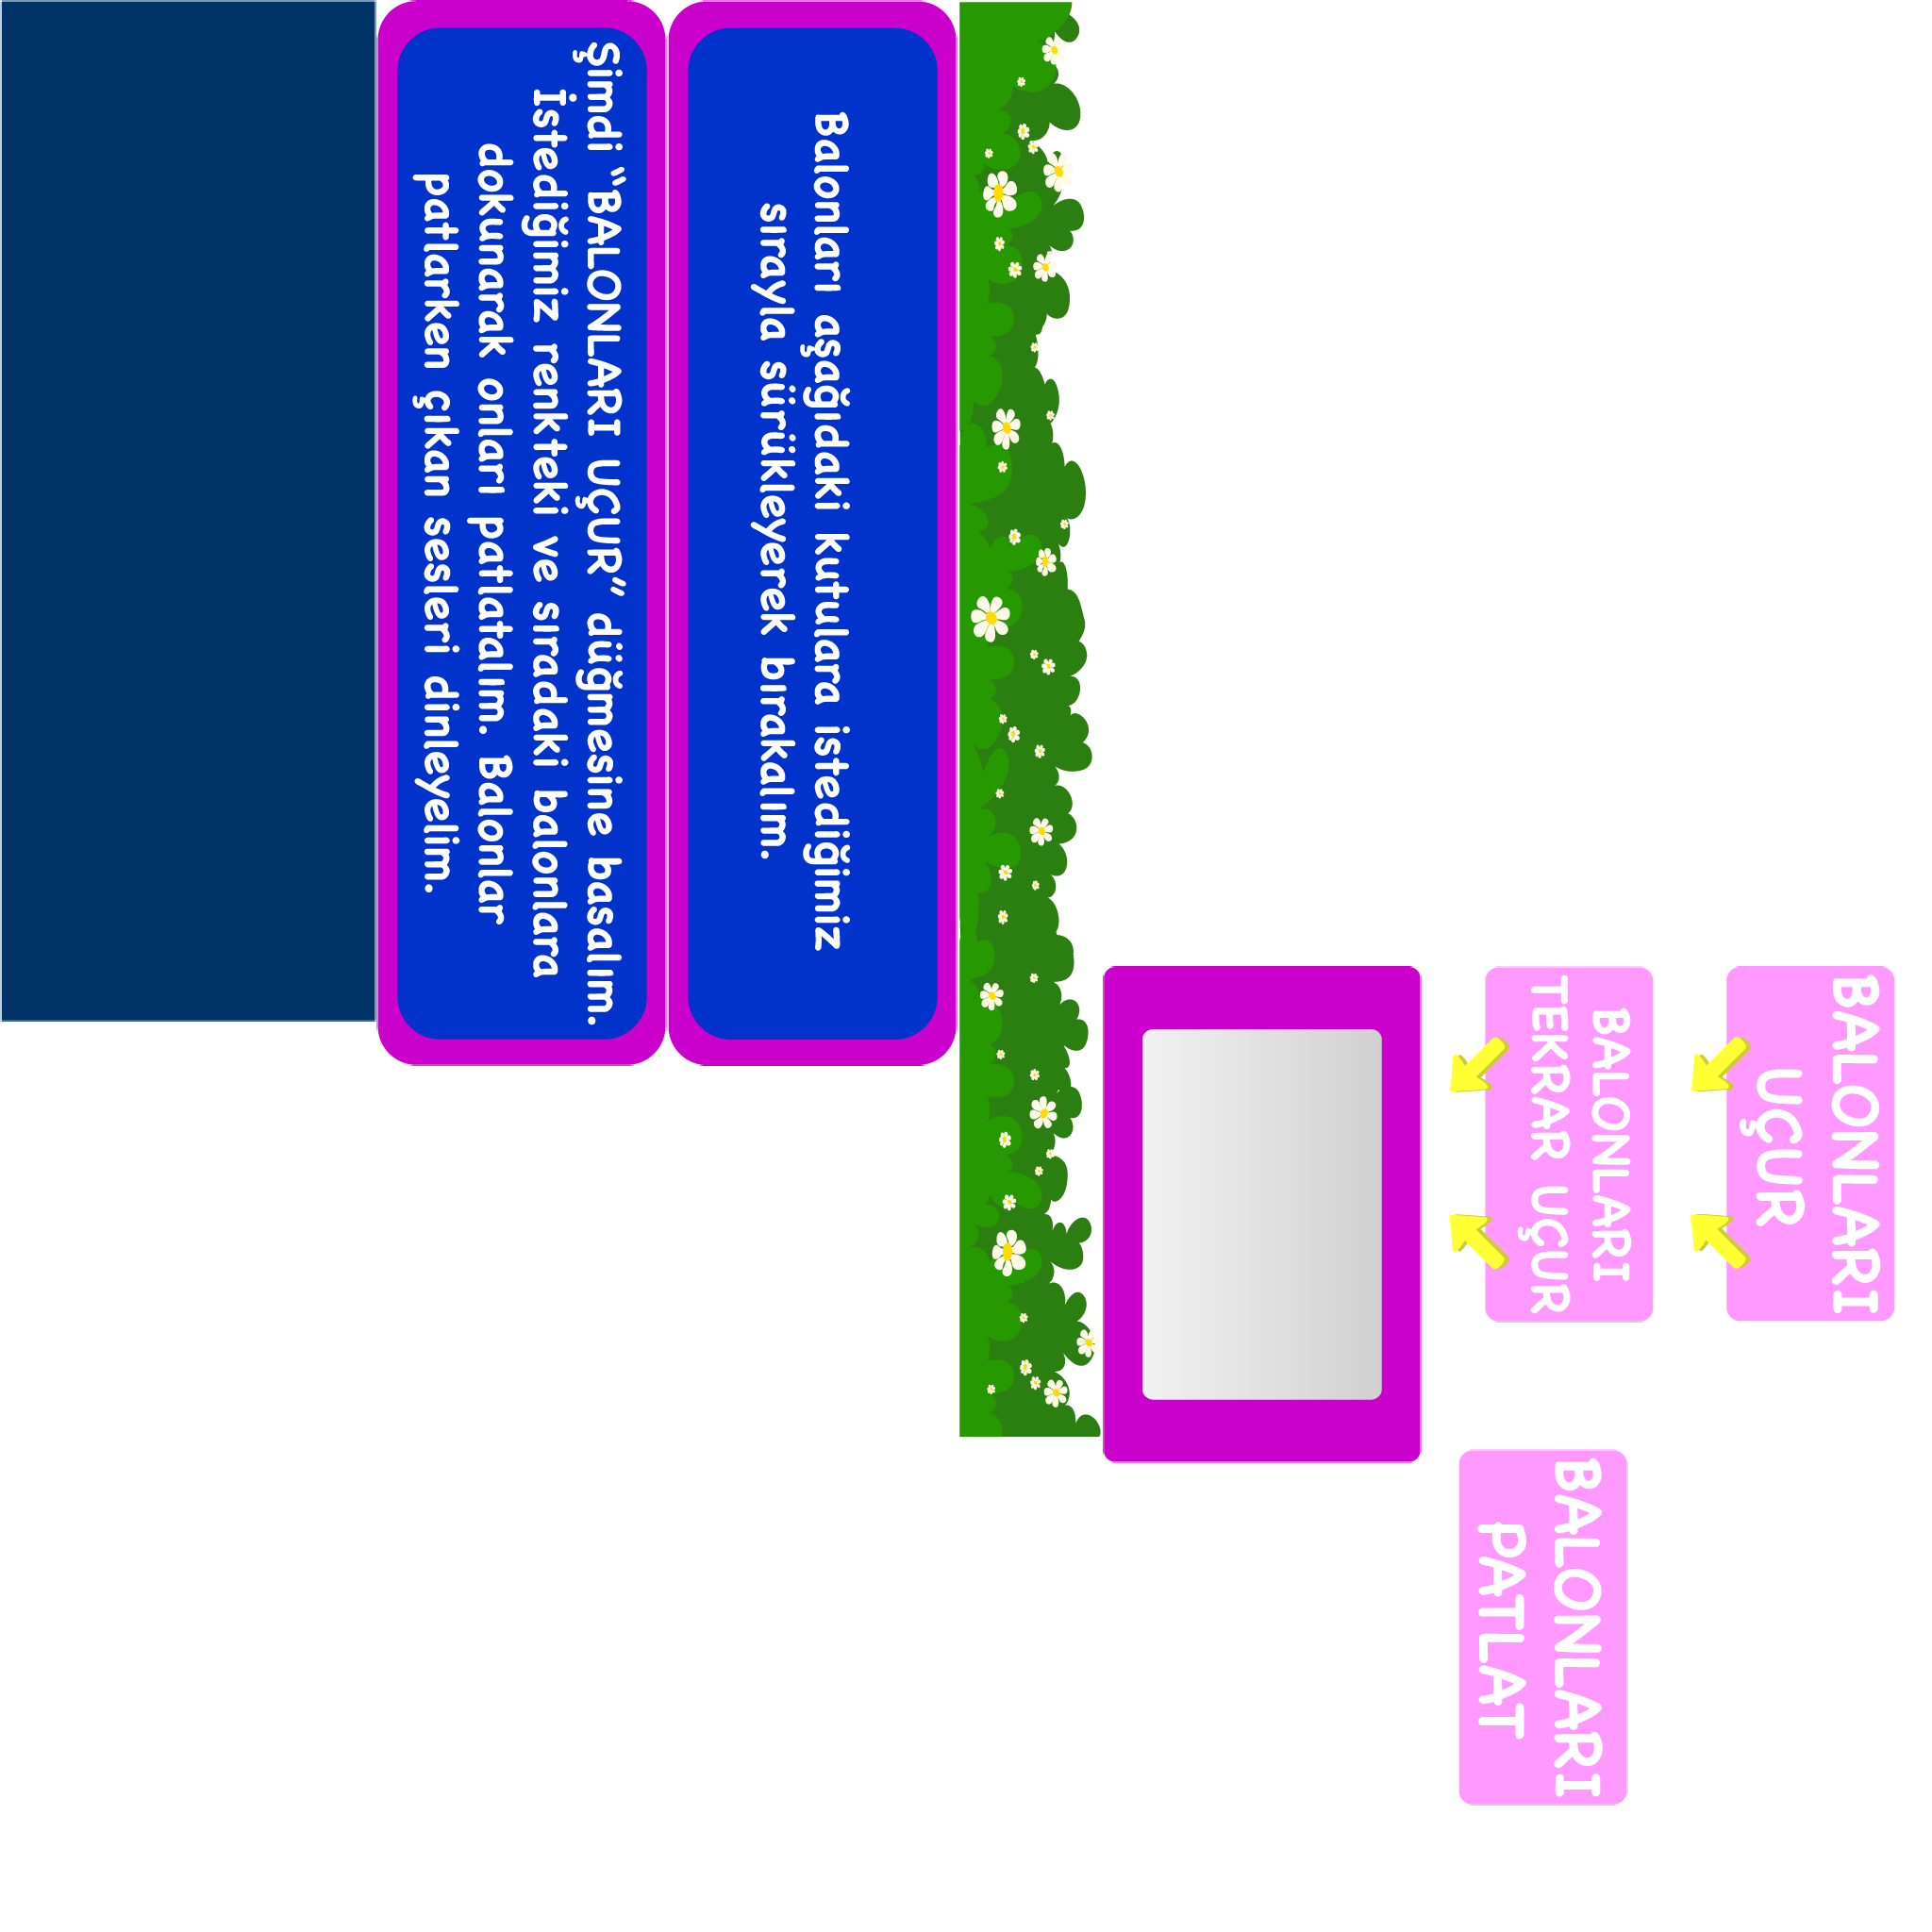 Şimdi "BALONLARI UÇUR" düğmesine basalım.
İstediğimiz renkteki ve sıradaki balonlara
dokunarak onları patlatalım. Balonlar
patlarken çıkan sesleri dinleyelim.
Balonları aşağıdaki kutulara istediğimiz
sırayla sürükleyerek bırakalım.
BALONLARI
TEKRAR UÇUR
BALONLARI
UÇUR
BALONLARI
PATLAT